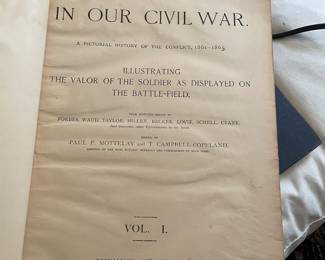 IN OUR CIVIL WAR.
A PICTORIAL HISTORY OF THE CONFLICT, 1861-1865.
ILLUSTRATING
THE VALOR OF THE SOLDIER AS DISPLAYED ON
THE BATTLE-FIELD,
FORBES, WAUD, TAYLOR, HILLEN, BECKER, LOVIE, SCHELL, CRANE,
EDITED BY
PAUL F. MOTTELAY AND T. CAMPBELL-COPELAND,
VOL. I.